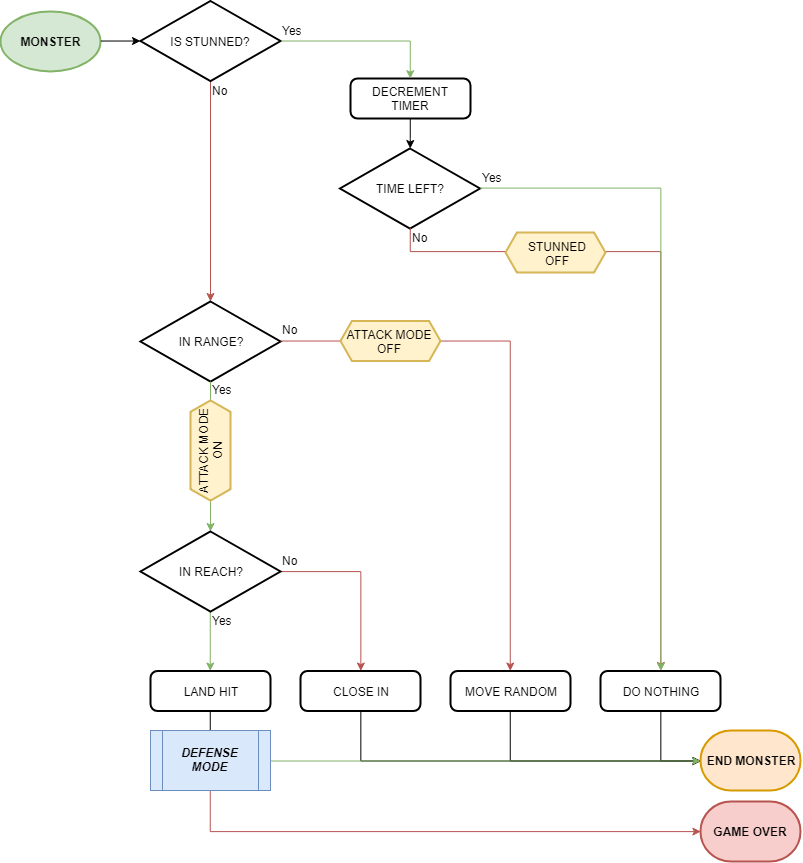 MONSTER
IS STUNNED?
Yes
No
DECREMENT
TIMER
TIME LEFT?
Yes
No
STUNNED
OFF
IN RANGE?
No
ATTACK MODE
OFF
Yes
ATTACK MODE
ON
IN REACH?
No
Yes
LAND HIT
CLOSE IN
MOVE RANDOM
DO NOTHING
DEFENSE
MODE
END MONSTER
GAME OVER